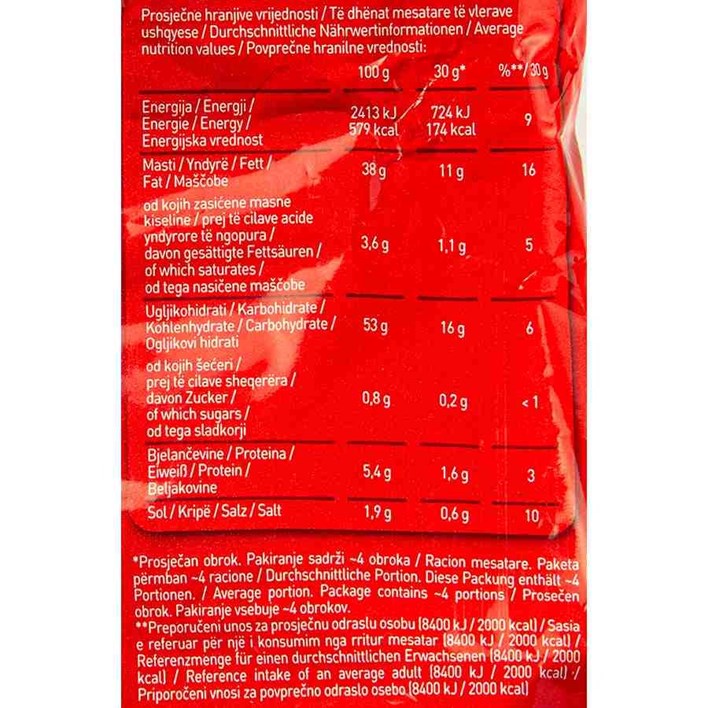 Prosječne hranjive vrijednosti / Të dhënat mesatare të vlerave
ushqyese / Durchschnittliche Nährwertinformationen / Average
nutrition values / Povprečne hranilne vrednosti:
100 g 30 g* %**/30 g
Energija / Energji /
Energie / Energy /
Energijska vrednost
2413 kJ 724 kJ
579 kcal 174 kcal
9
Masti / Yndyrë / Fett /
Fat / Maščobe
38 g 11 g 16
od kojih zasićene masne
kiseline / prej të cilave acide
yndyrore të ngopura /
davon gesättigte Fettsäuren /
of which saturates /
od tega nasičene maščobe
3,6 g 1,1 g 5
Ugljikohidrati / Karbohidrate /
Kohlenhydrate / Carbohydrate /
Ogljikovi hidrati
53 g 16 g 6
od kojih šećeri /
prej të cilave sheqerëra /
davon Zucker /
of which sugars /
od tega sladkorji
0,8 g 0,2 g < 1
Bjelančevine / Proteina /
Eiweiß / Protein /
Beljakovine
5,4 g 1,6 g 3
Sol / Kripë / Salz / Salt 1,9 g 0,6 g 10
*Prosječan obrok. Pakiranje sadrži ~4 obroka / Racion mesatare. Paketa
përmban ~4 racione / Durchschnittliche Portion. Diese Packung enthält ~4
Portionen. / Average portion. Package contains ~4 portions / Prosečen
obrok. Pakiranje vsebuje ~4 obrokov.
**Preporučeni unos za prosječnu odraslu osobu (8400 kJ / 2000 kcal) / Sasia
e referuar për një i konsumim nga rritur mesatar (8400 kJ / 2000 kcal) /
Referenzmenge für einen durchschnittlichen Erwachsenen (8400 kJ / 2000
kcal) / Reference intake of an average adult (8400 kJ / 2000 kcal) /
Priporočeni vnosi za povprečno odraslo osebo (8400 kJ / 2000 kcal)